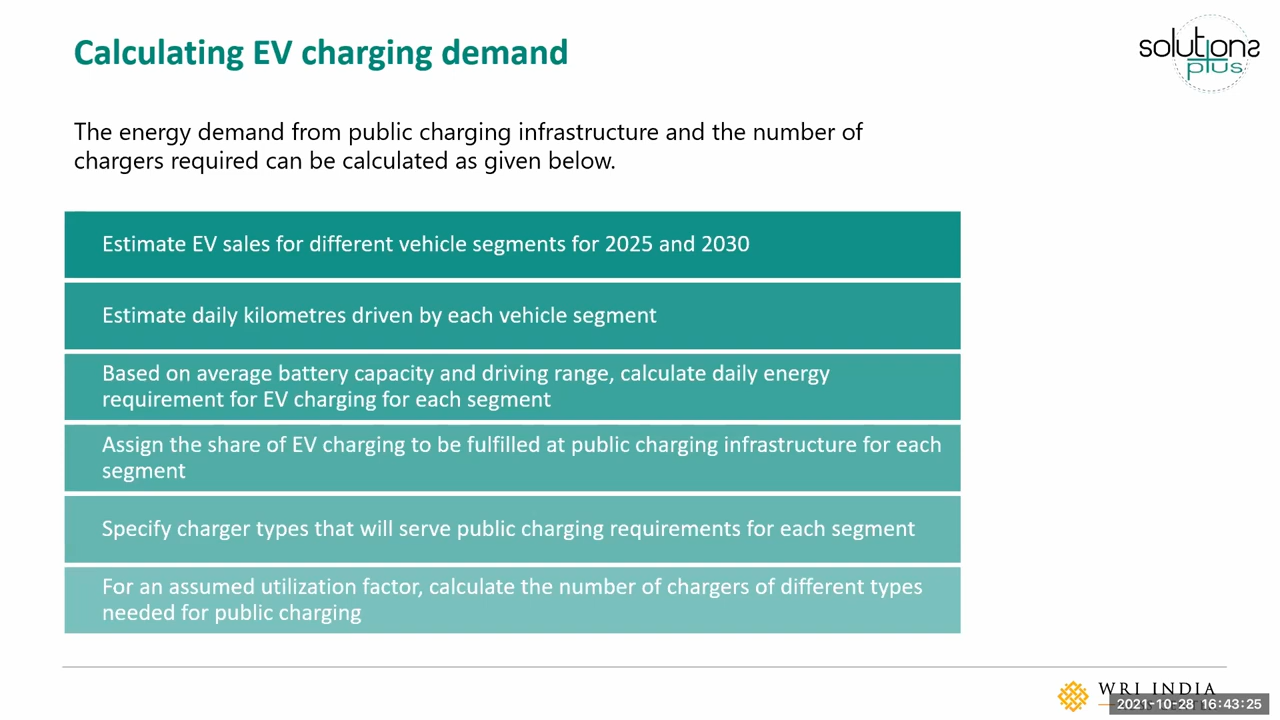 Calculating EV charging demand
solutions
plus
The energy demand from public charging infrastructure and the number of
chargers required can be calculated as given below.
Estimate EV sales for different vehicle segments for 2025 and 2030
Estimate daily kilometres driven by each vehicle segment
Based on average battery capacity and driving range, calculate daily energy
requirement for EV charging for each segment
Assign the share of EV charging to be fulfilled at public charging infrastructure for each
segment
Specify charger types that will serve public charging requirements for each segment
For an assumed utilization factor, calculate the number of chargers of different types
needed for public charging
WRI INDIA
2021-10-28 16:43:25